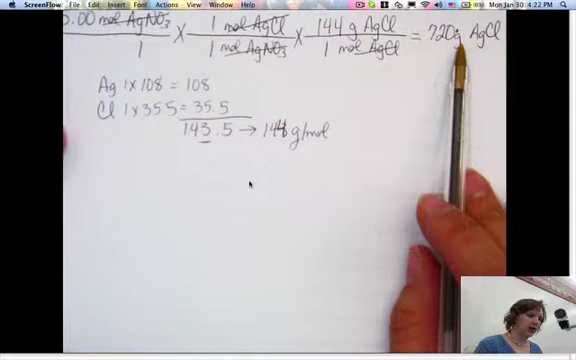 ScreenFlow File Edit Insert Font Actions View Window Help Mon Jan 30 4:22 PM
.00 mol AgNO3 / 1 × 1 mol AgCl / 1 mol AgNO3 × 144 g AgCl / 1 mol AgCl = 720g AgCl
Ag 1 x 108 = 108
Cl 1 x 35.5 = 35.5
143.5 → 144 g/mol